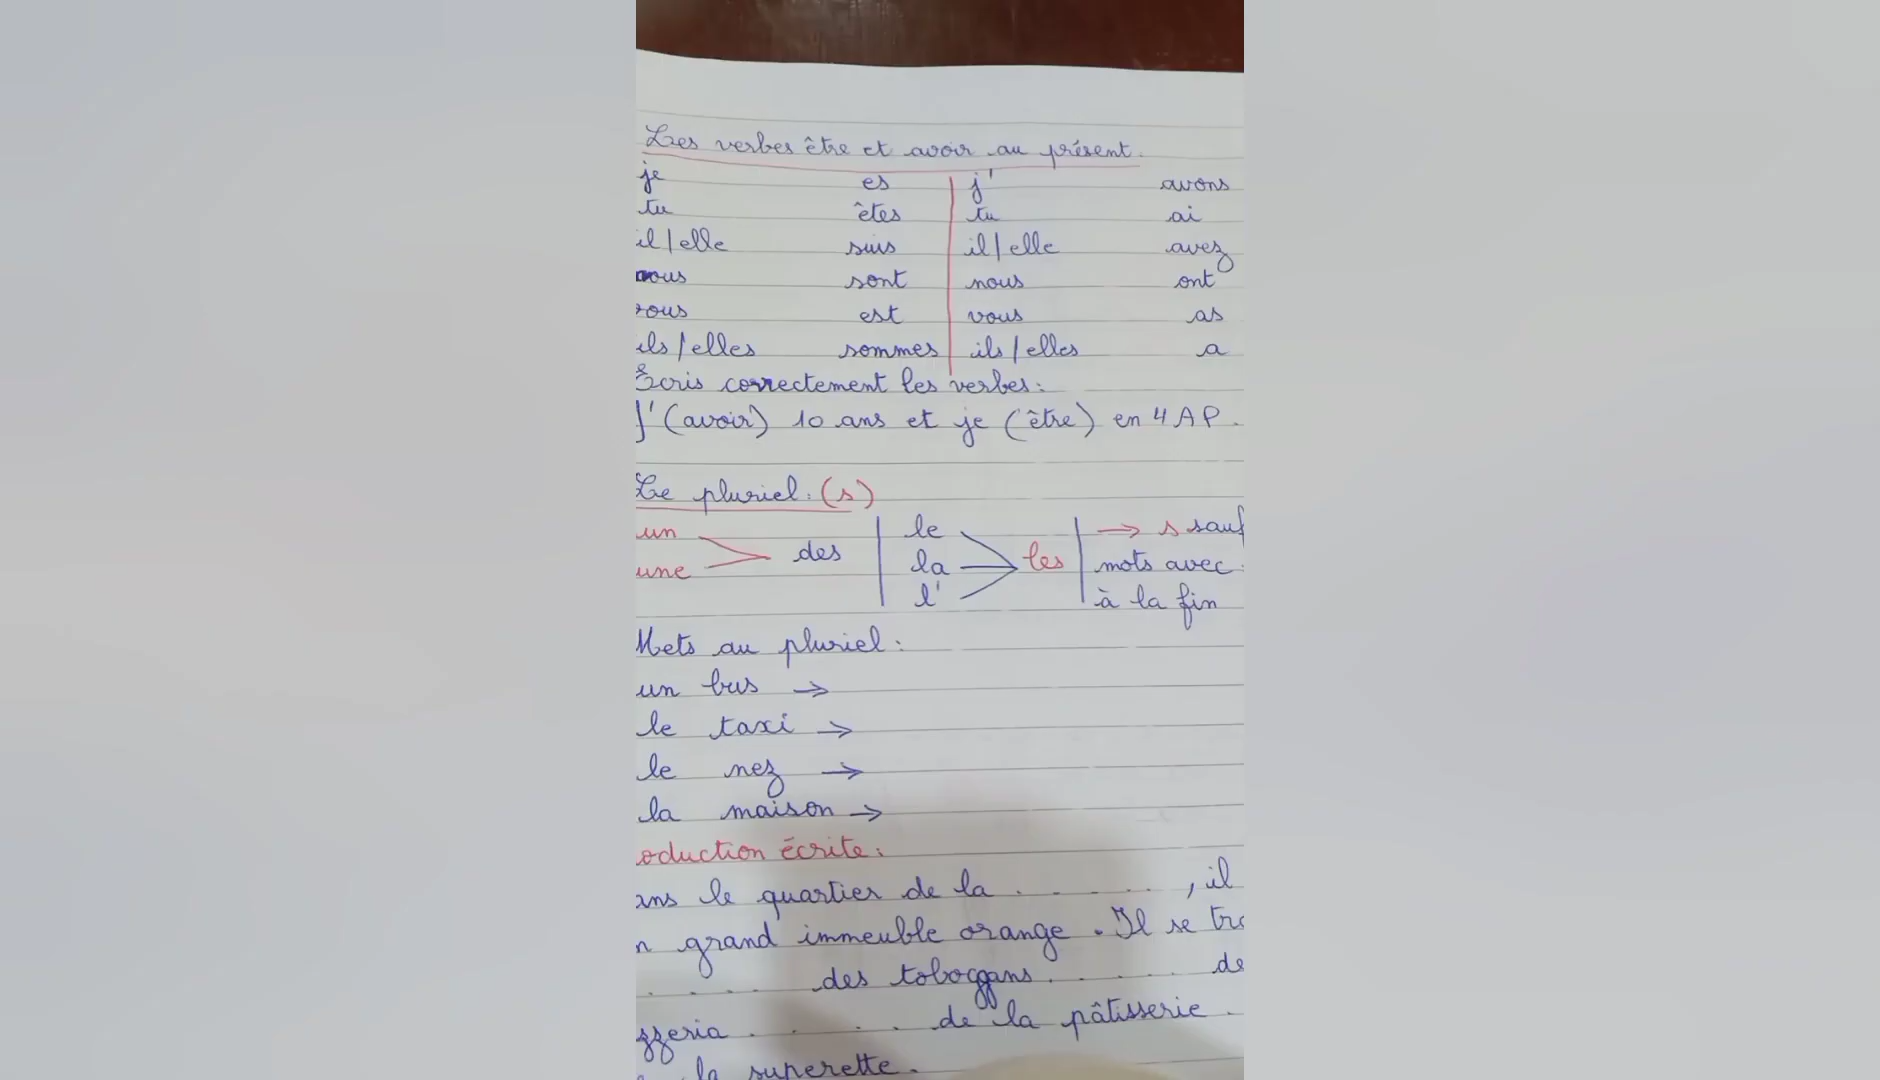 Les verbes être et avoir au présent.
je es j' avons
tu êtes tu ai
il/elle suis il/elle avez
nous sont nous ont
vous est vous as
ils/elles sommes ils/elles a
Ecris correctement les verbes:
J'(avoir) 10 ans et je (être) en 4 AP.
Le pluriel: (s)
un le → s sauf
des les
une la mots avec
l' à la fin
Mets au pluriel:
un bus →
le taxi →
le nez →
la maison →
oduction écrite:
ans le quartier de la ......, il
n grand immeuble orange. Il se tro
.... des toboggans ...... de
zzeria ..... de la pâtisserie.
la superette.